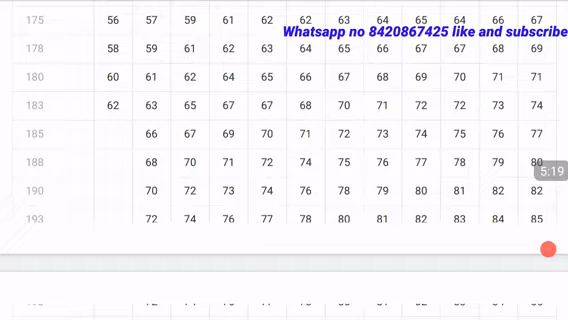 175 56 57 59 61 62 62 63 64 65 64 66 67
Whatsapp no 8420867425 like and subscribe
178 58 59 61 62 63 64 65 66 67 67 68 69
180 60 61 62 64 65 66 67 68 69 70 71 71
183 62 63 65 67 67 68 70 71 72 72 73 74
185 66 67 69 70 71 72 73 74 75 76 77
188 68 70 71 72 74 75 76 77 78 79 80
5:19
190 70 72 73 74 76 78 79 80 81 82 82
193 72 74 76 77 78 80 81 82 83 84 85